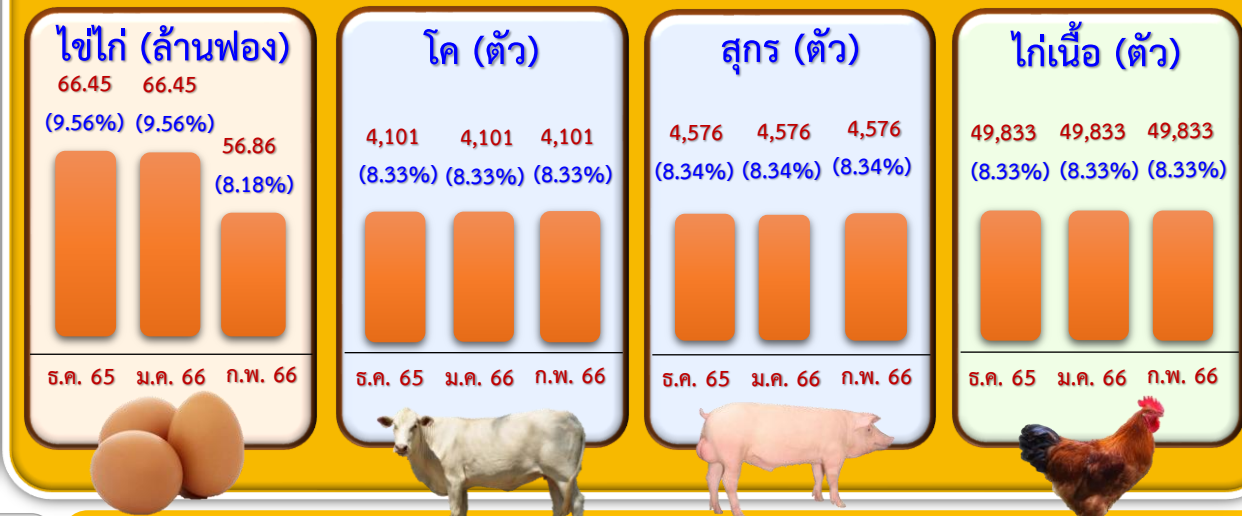 ไข่ไก่ (ล้านฟอง)
66.45 66.45
(9.56%) (9.56%)
56.86
(8.18%)
ธ.ค. 65 ม.ค. 66 ก.พ. 66
โค (ตัว)
4,101 4,101 4,101
(8.33%) (8.33%) (8.33%)
ธ.ค. 65 ม.ค. 66 ก.พ. 66
สุกร (ตัว)
4,576 4,576 4,576
(8.34%) (8.34%) (8.34%)
ธ.ค. 65 ม.ค. 66 ก.พ. 66
ไก่เนื้อ (ตัว)
49,833 49,833 49,833
(8.33%) (8.33%) (8.33%)
ธ.ค. 65 ม.ค. 66 ก.พ. 66